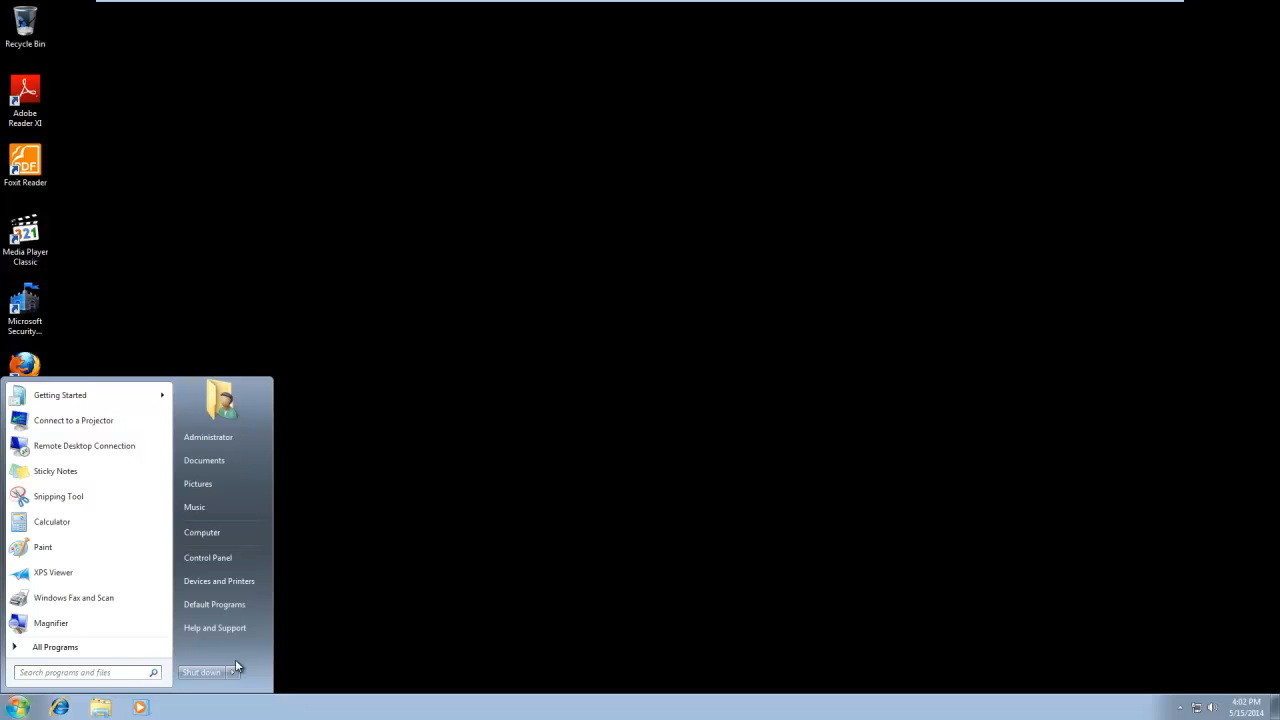 Recycle Bin
Adobe
Reader XI
PDF
Foxit Reader
321
Media Player
Classic
Microsoft
Security...
Getting Started
Connect to a Projector
Remote Desktop Connection
Sticky Notes
Snipping Tool
Calculator
Paint
XPS Viewer
Windows Fax and Scan
Magnifier
All Programs
Search programs and files
Administrator
Documents
Pictures
Music
Computer
Control Panel
Devices and Printers
Default Programs
Help and Support
Shut down
4:02 PM
5/15/2014